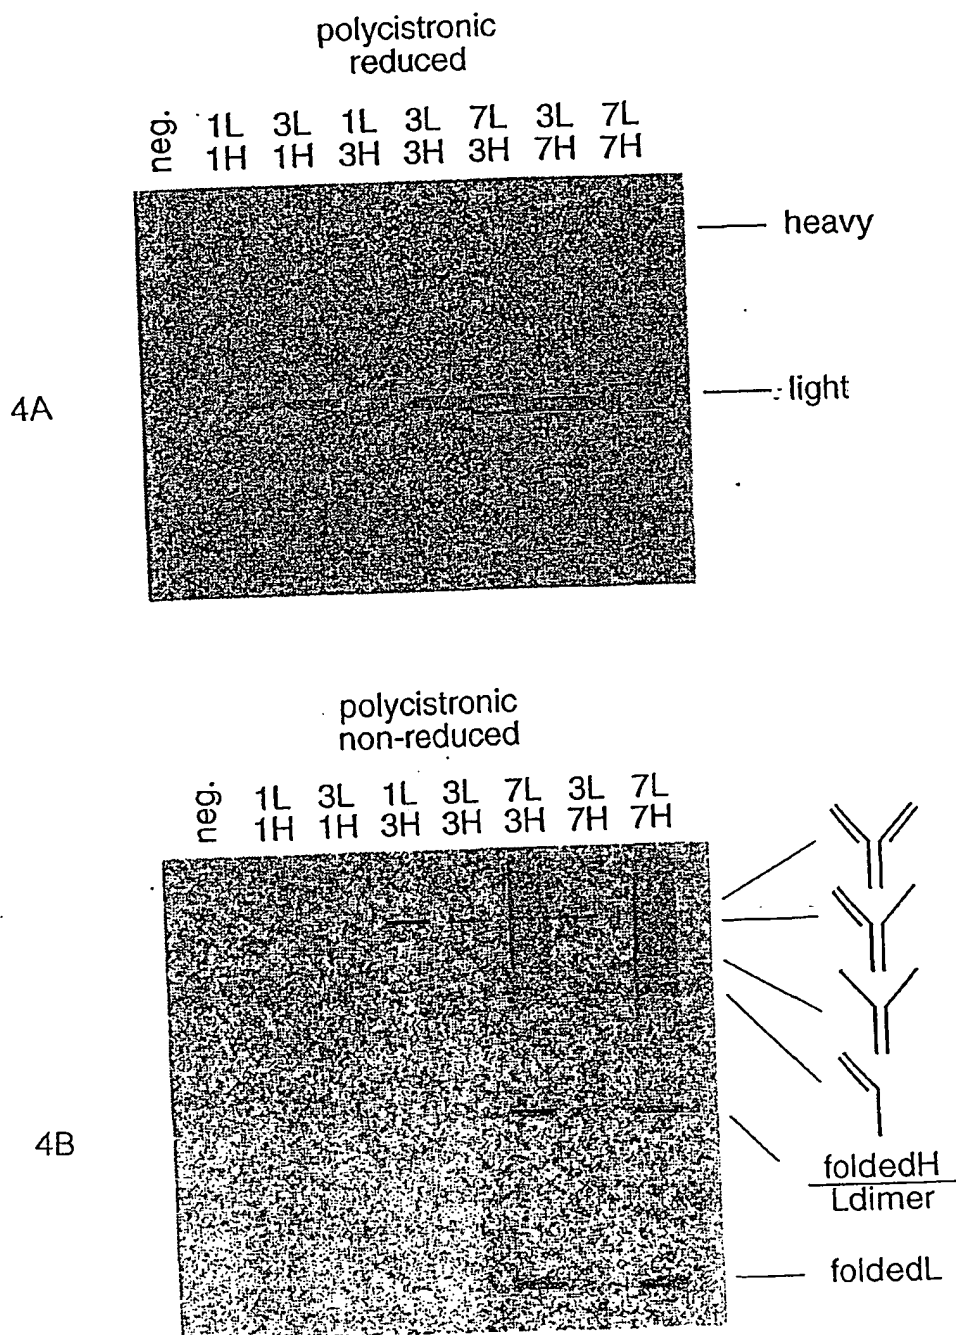 polycistronic
reduced
neg. 1L 3L 1L 3L 7L 3L 7L
1H 1H 3H 3H 3H 7H 7H
heavy
light
4A
polycistronic
non-reduced
neg. 1L 3L 1L 3L 7L 3L 7L
1H 1H 3H 3H 3H 7H 7H
4B
foldedH
Ldimer
foldedL